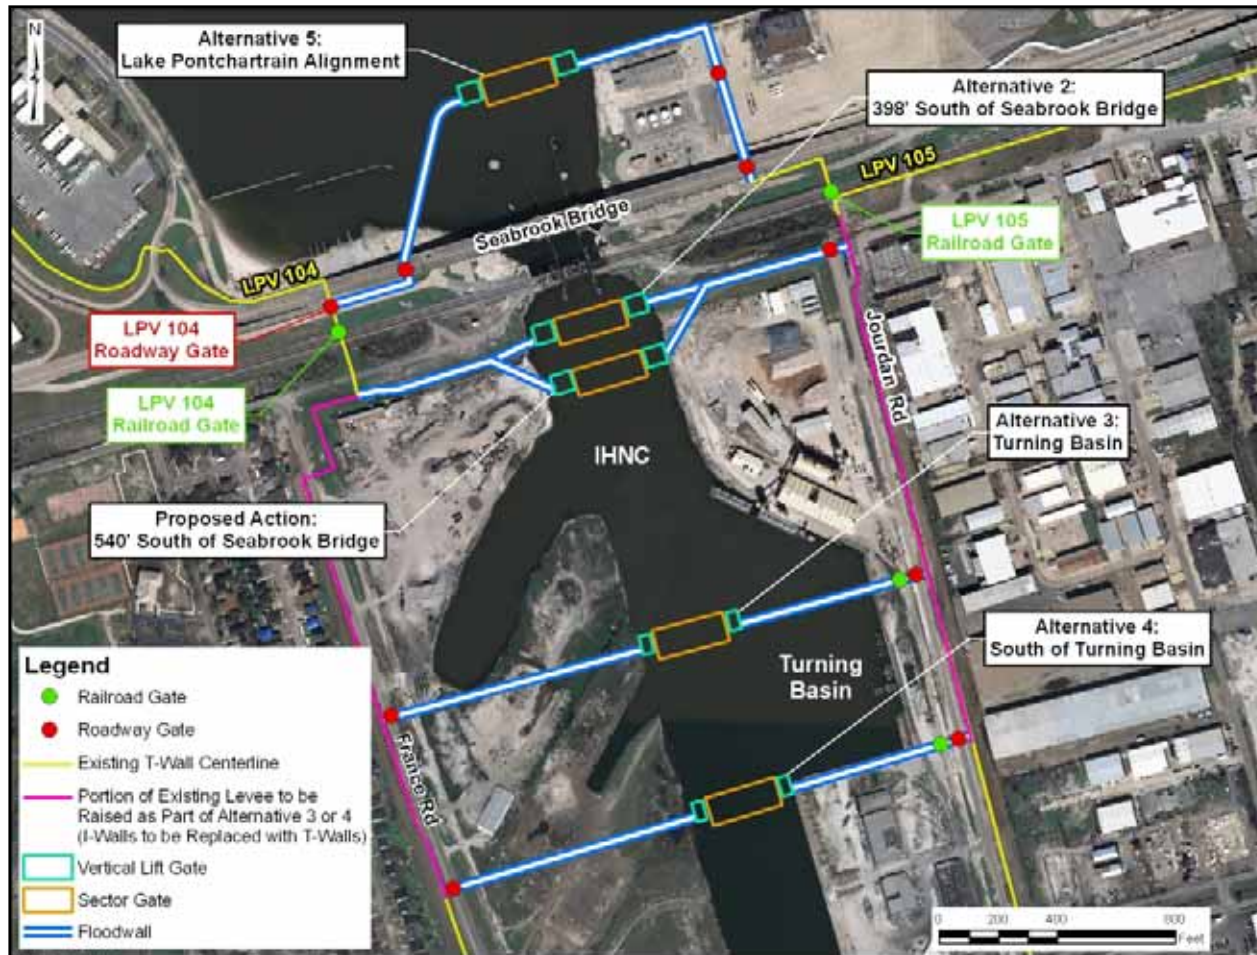 N
Alternative 5:
Lake Pontchartrain Alignment
Alternative 2:
398' South of Seabrook Bridge
LPV 105
Seabrook Bridge
LPV 105
Railroad Gate
LPV 104
LPV 104
Roadway Gate
LPV 104
Railroad Gate
Jourdan Rd
Alternative 3:
Turning Basin
IHNC
Proposed Action:
540' South of Seabrook Bridge
Alternative 4:
South of Turning Basin
Turning
Basin
France Rd
Legend
Railroad Gate
Roadway Gate
Existing T-Wall Centerline
Portion of Existing Levee to be
Raised as Part of Alternative 3 or 4
(I-Walls to be Replaced with T-Walls)
Vertical Lift Gate
Sector Gate
Floodwall
0 200 400 800
Feet